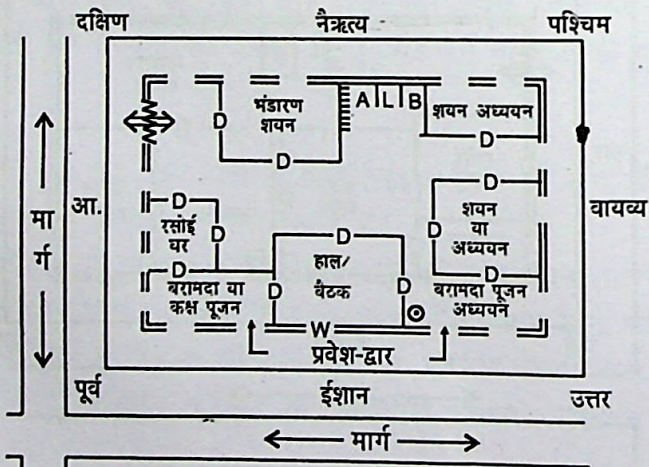 दक्षिण नैऋत्य पश्चिम
भंडारण
शयन
A L B
शयन अध्ययन
D
D
D
मार्ग
आ.
D
रसोई
घर
D
D
D
हाल/
बैठक
D
D
D
शयन
या
अध्ययन
D
D
वायव्य
बरामदा या
कक्ष पूजन
बरामदा पूजन
अध्ययन
W
प्रवेश-द्वार
पूर्व ईशान उत्तर
मार्ग